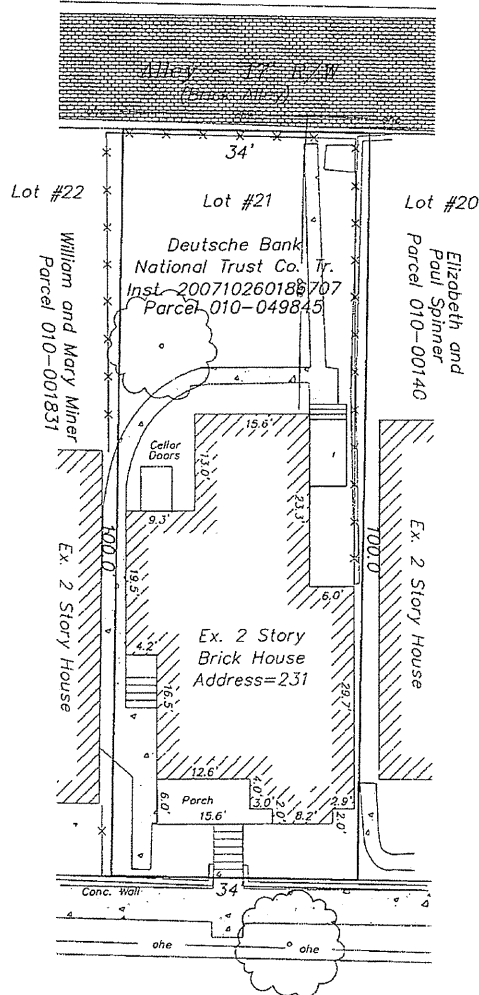 Alley - 17' R/W
(Brick Alley)
ohe
34'
Lot #22
Lot #21
Lot #20
William and Mary Miner
Parcel 010-001831
Deutsche Bank
National Trust Co. Tr.
Parcel 010-049845
Elizabeth and
Paul Spinner
Parcel 010-00140
15.6'
Cellar
Doors
13.0'
23.3'
9.3'
100.0
100.0
19.5'
6.0'
Ex. 2 Story House
Ex. 2 Story
Brick House
Address=231
Ex. 2 Story House
4.2'
16.5'
29.7'
12.6'
4.0'
3.0'
2.0'
8.2'
2.9'
2.0'
6.0'
Porch
15.6'
Conc. Wall
34
ohe
ohe